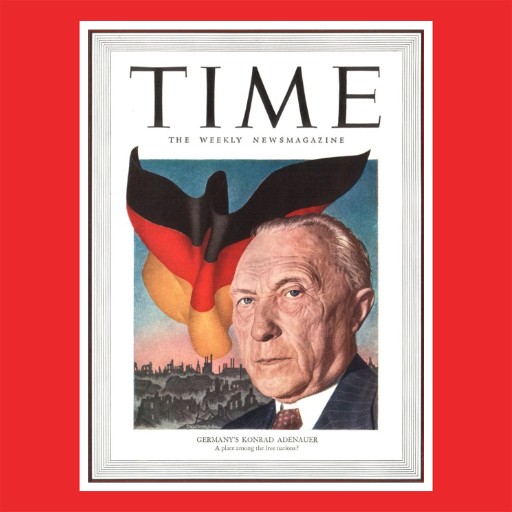 TIME
THE WEEKLY NEWSMAGAZINE
GERMANY'S KONRAD ADENAUER
A place among the free nations?